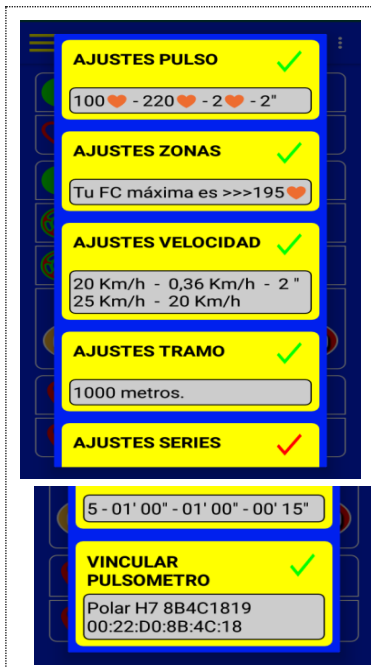 AJUSTES PULSO
100🧡 - 220🧡 - 2🧡 - 2"
AJUSTES ZONAS
Tu FC máxima es >>>195🧡
AJUSTES VELOCIDAD
20 Km/h - 0,36 Km/h - 2 "
25 Km/h - 20 Km/h
AJUSTES TRAMO
1000 metros.
AJUSTES SERIES
5 - 01' 00" - 01' 00" - 00' 15"
VINCULAR
PULSOMETRO
Polar H7 8B4C1819
00:22:D0:8B:4C:18